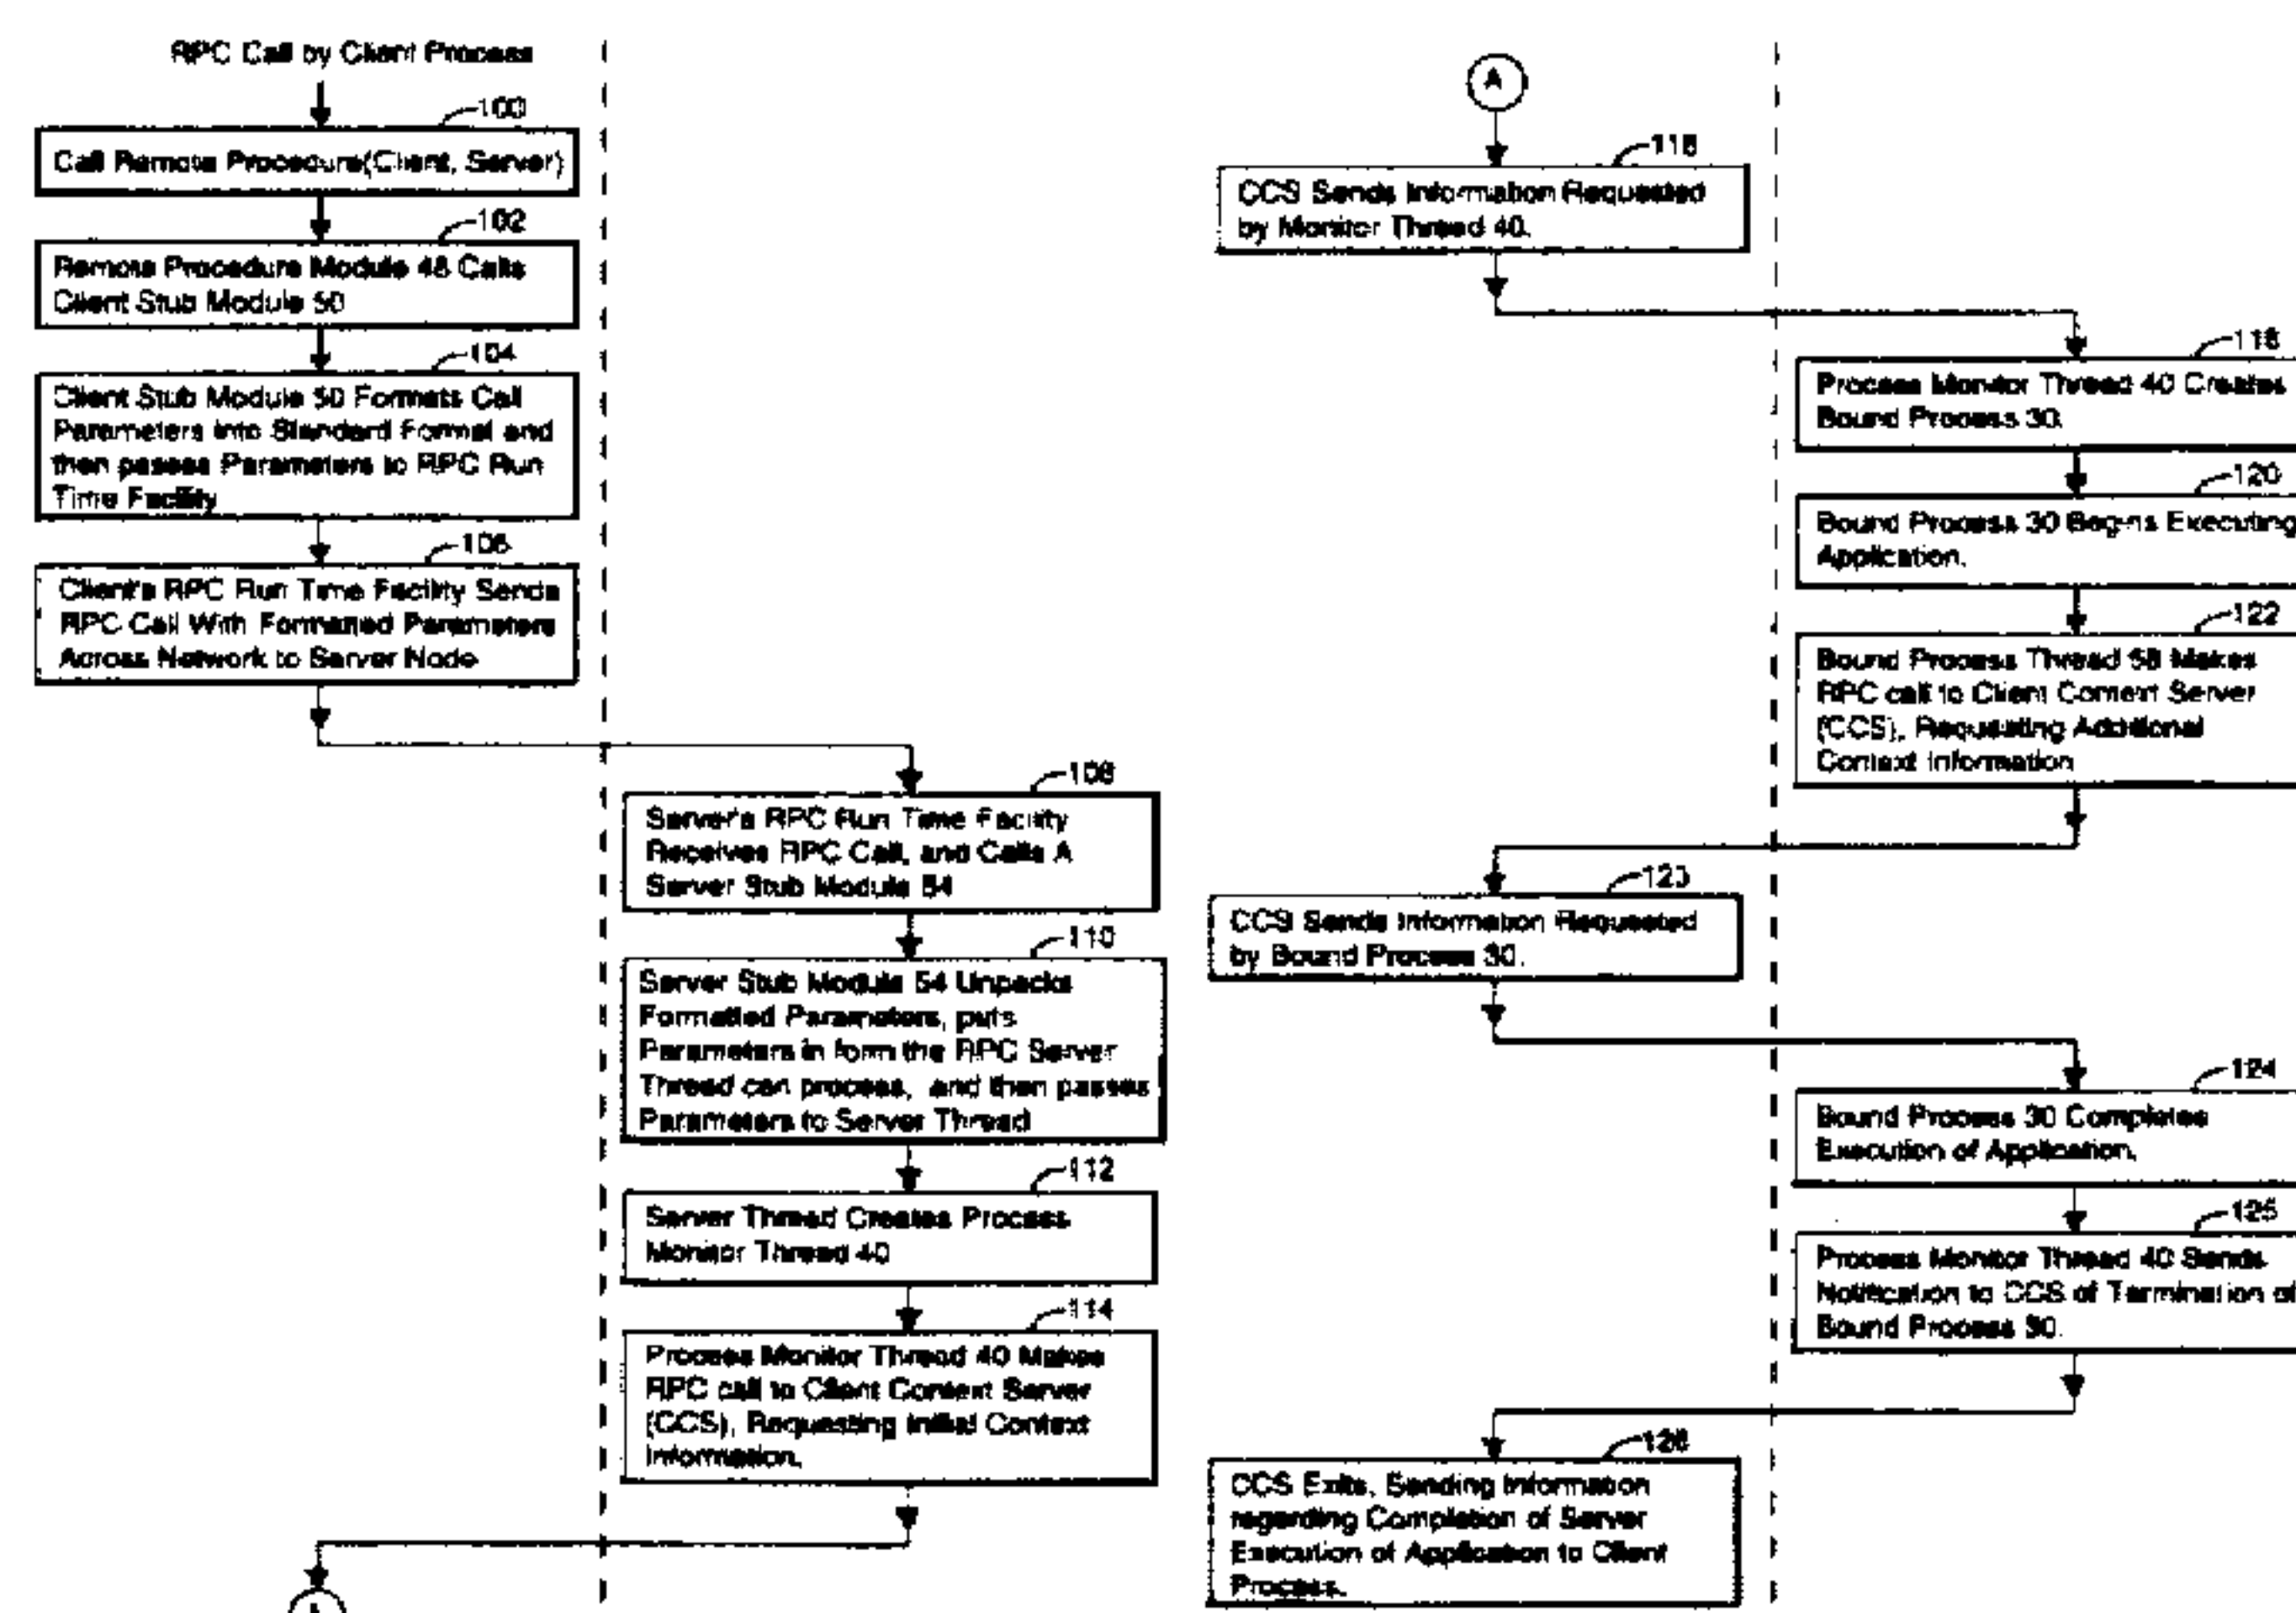 RPC Call by Client Process
100
Call Remote Procedure(Client, Server)
102
Remote Procedure Module 48 Calls
Client Stub Module 50
104
Client Stub Module 50 Formats Call
Parameters into Standard Format and
then passes Parameters to RPC Run
Time Facility
106
Client's RPC Run Time Facility Sends
RPC Call With Formatted Parameters
Across Network to Server Node
108
Server's RPC Run Time Facility
Receives RPC Call, and Calls A
Server Stub Module 54
110
Server Stub Module 54 Unpacks
Formatted Parameters, puts
Parameters in form the RPC Server
Thread can process, and then passes
Parameters to Server Thread
112
Server Thread Creates Process
Monitor Thread 40
114
Process Monitor Thread 40 Makes
RPC call to Client Context Server
(CCS), Requesting Initial Context
Information.
A
CCS Sends Information Requested
by Monitor Thread 40.
118
Process Monitor Thread 40 Creates
Bound Process 30.
120
Bound Process 30 Begins Executing
Application.
122
Bound Process Thread 58 Makes
RPC call to Client Context Server
(CCS), Requesting Additional
Context Information
123
CCS Sends Information Requested
by Bound Process 30.
124
Bound Process 30 Completes
Execution of Application.
125
Process Monitor Thread 40 Sends
Notification to CCS of Termination of
Bound Process 30.
126
CCS Exits, Sending Information
regarding Completion of Server
Execution of Application to Client
Process.